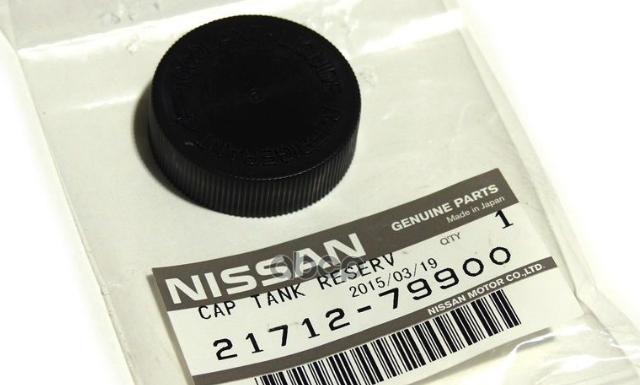 GENUINE PARTS
Made in Japan
NISSAN
QTY 1
CAP TANK RESERV
2015/03/19
21712-79900
NISSAN MOTOR CO.,LTD.